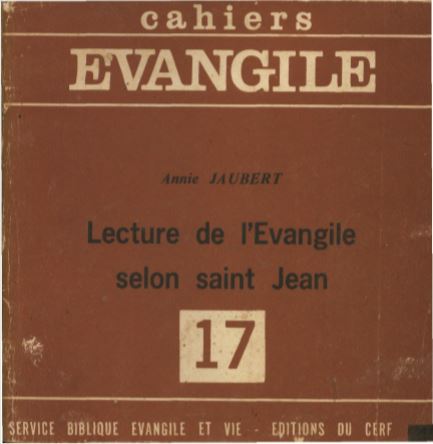 cahiers
EVANGILE
Annie JAUBERT
Lecture de l'Evangile
selon saint Jean
17
SERVICE BIBLIQUE EVANGILE ET VIE - EDITIONS DU CERF